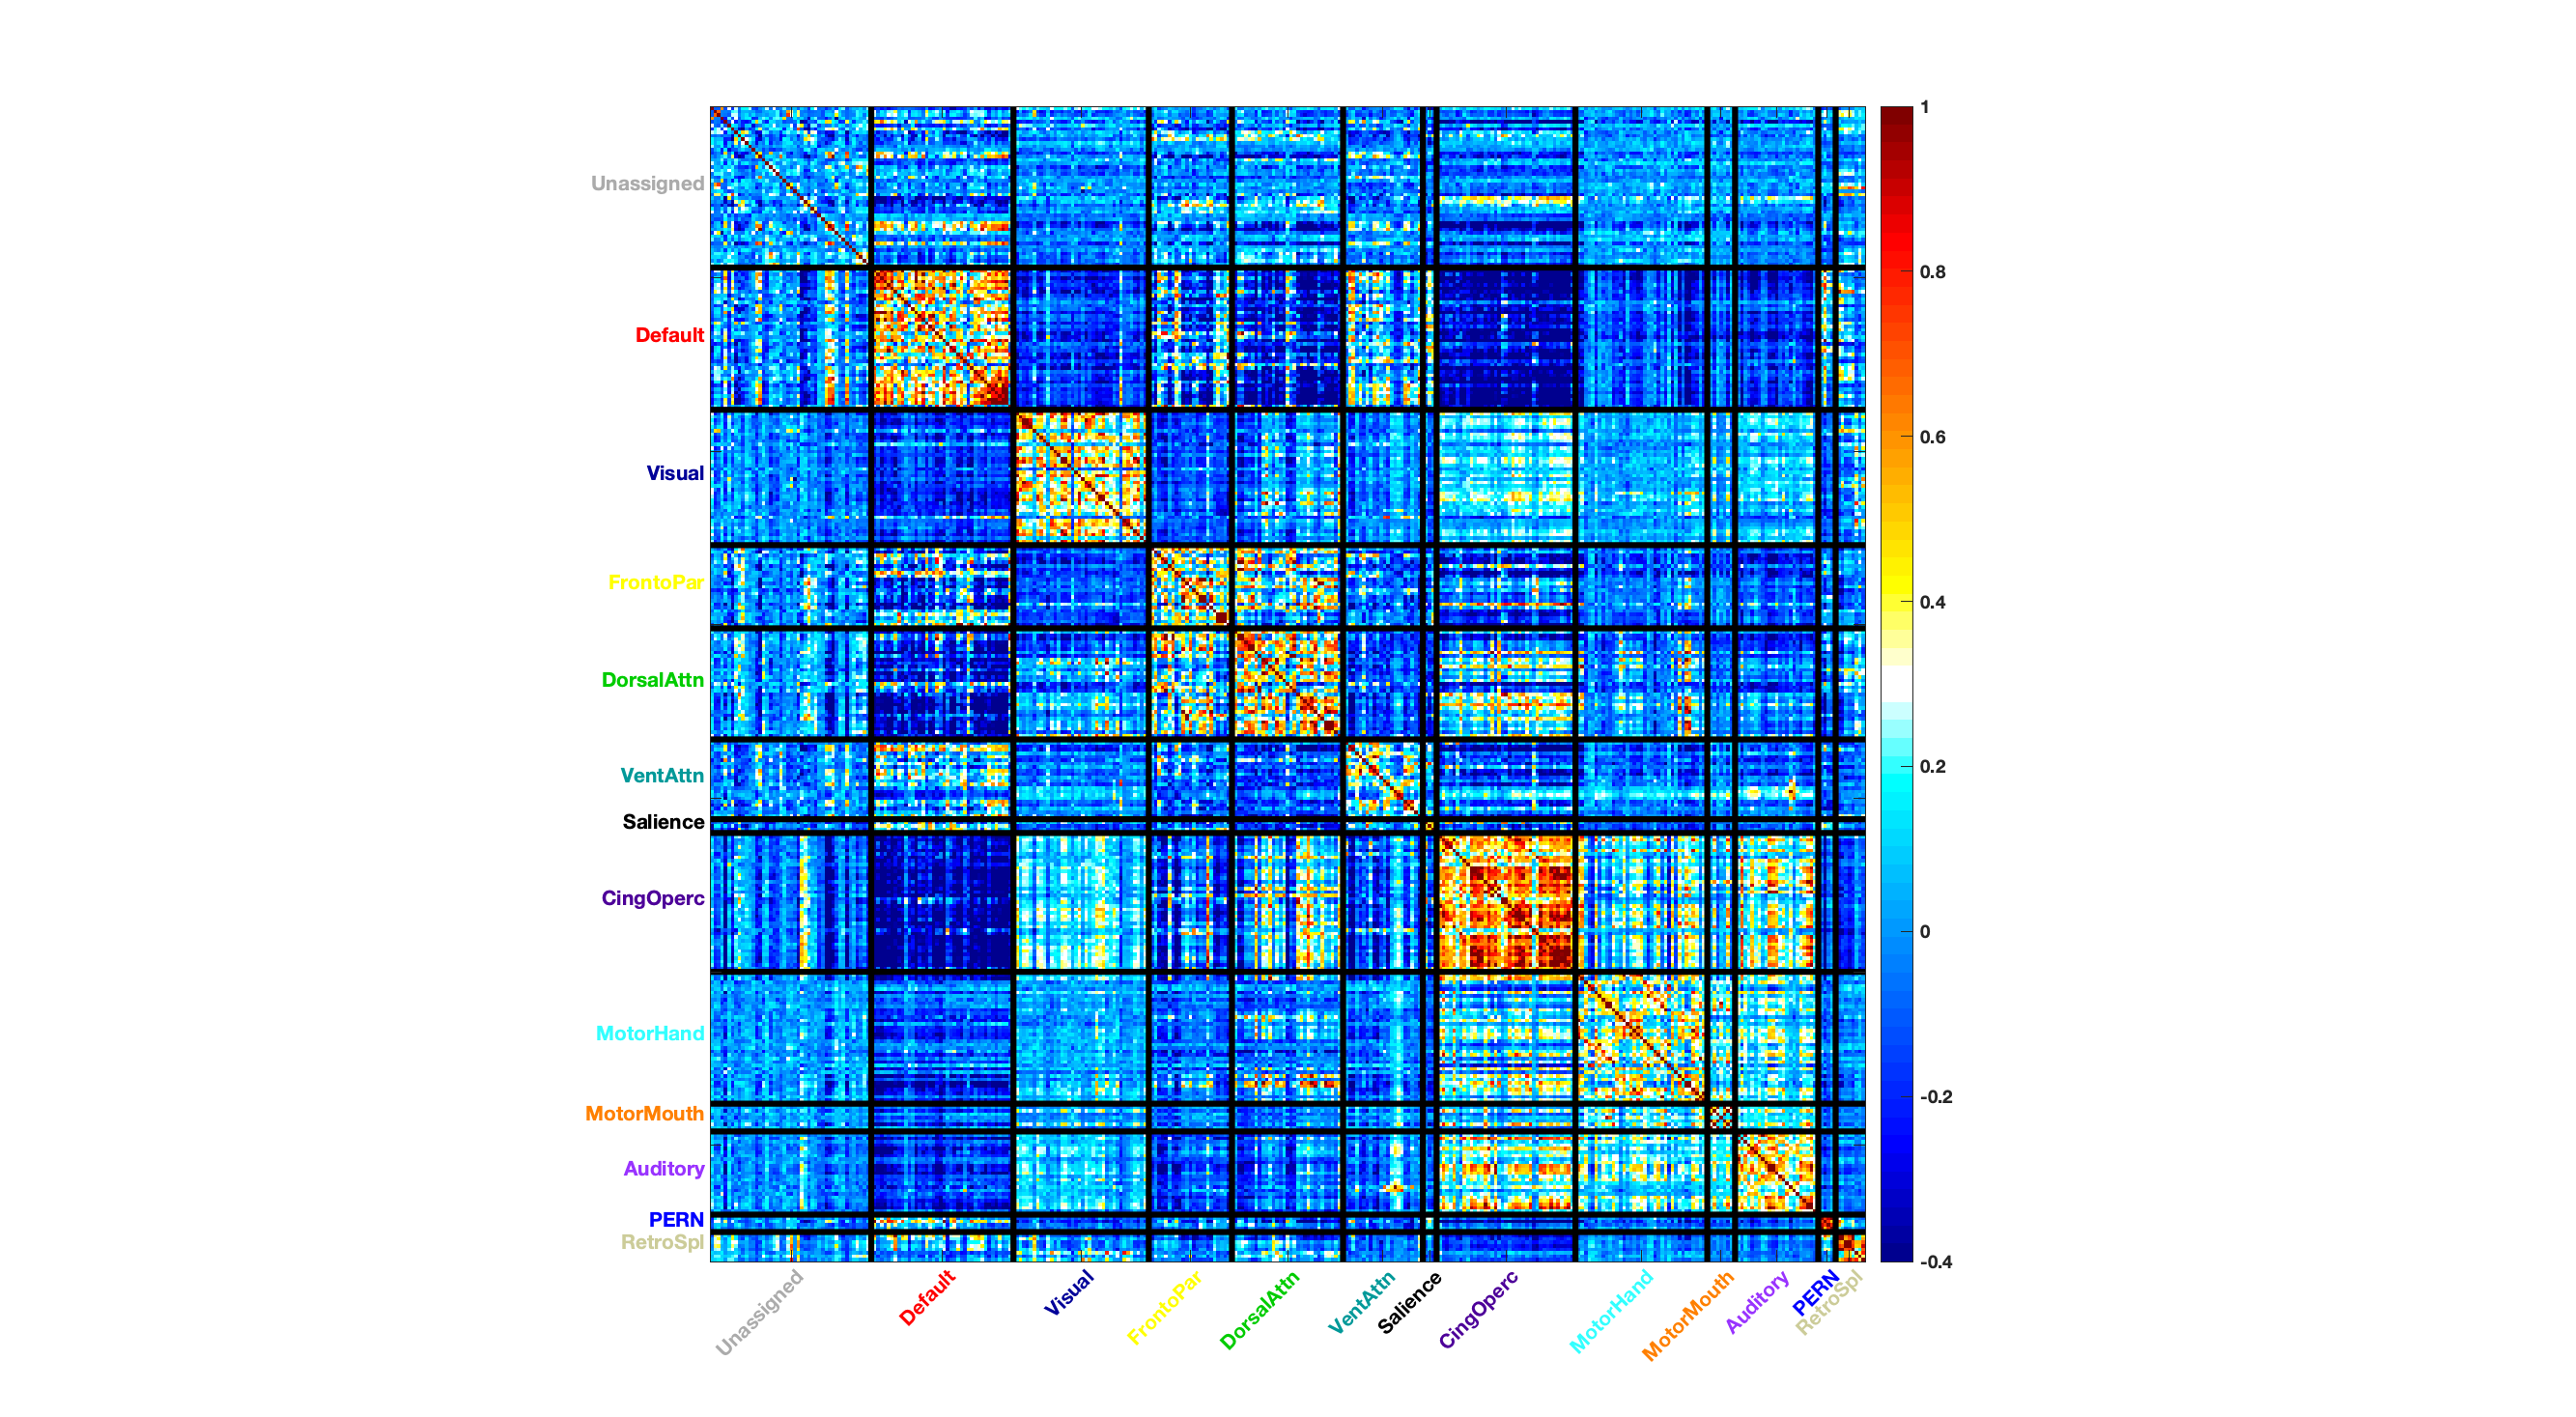 Unassigned
Default
Visual
FrontoPar
DorsalAttn
VentAttn
Salience
CingOperc
MotorHand
MotorMouth
Auditory
PERN
RetroSpl
Unassigned
Default
Visual
FrontoPar
DorsalAttn
VentAttn
Salience
CingOperc
MotorHand
MotorMouth
Auditory
PERN
RetroSpl
1
0.8
0.6
0.4
0.2
0
-0.2
-0.4